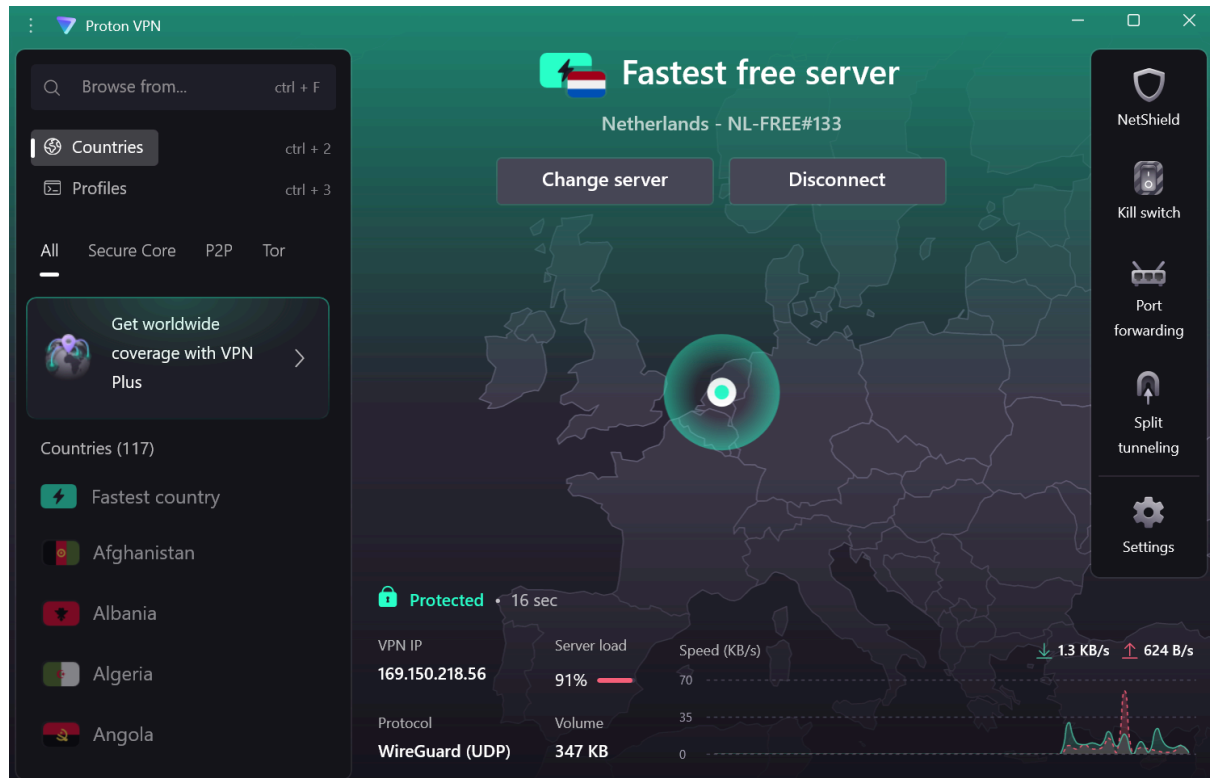 Proton VPN
Browse from... ctrl + F
Countries ctrl + 2
Profiles ctrl + 3
All Secure Core P2P Tor
Get worldwide
coverage with VPN
Plus
Countries (117)
Fastest country
Afghanistan
Albania
Algeria
Angola
Fastest free server
Netherlands - NL-FREE#133
Change server Disconnect
Protected • 16 sec
VPN IP
169.150.218.56
Server load
91%
Protocol
WireGuard (UDP)
Volume
347 KB
Speed (KB/s)
1.3 KB/s 624 B/s
70
35
0
NetShield
Kill switch
Port
forwarding
Split
tunneling
Settings